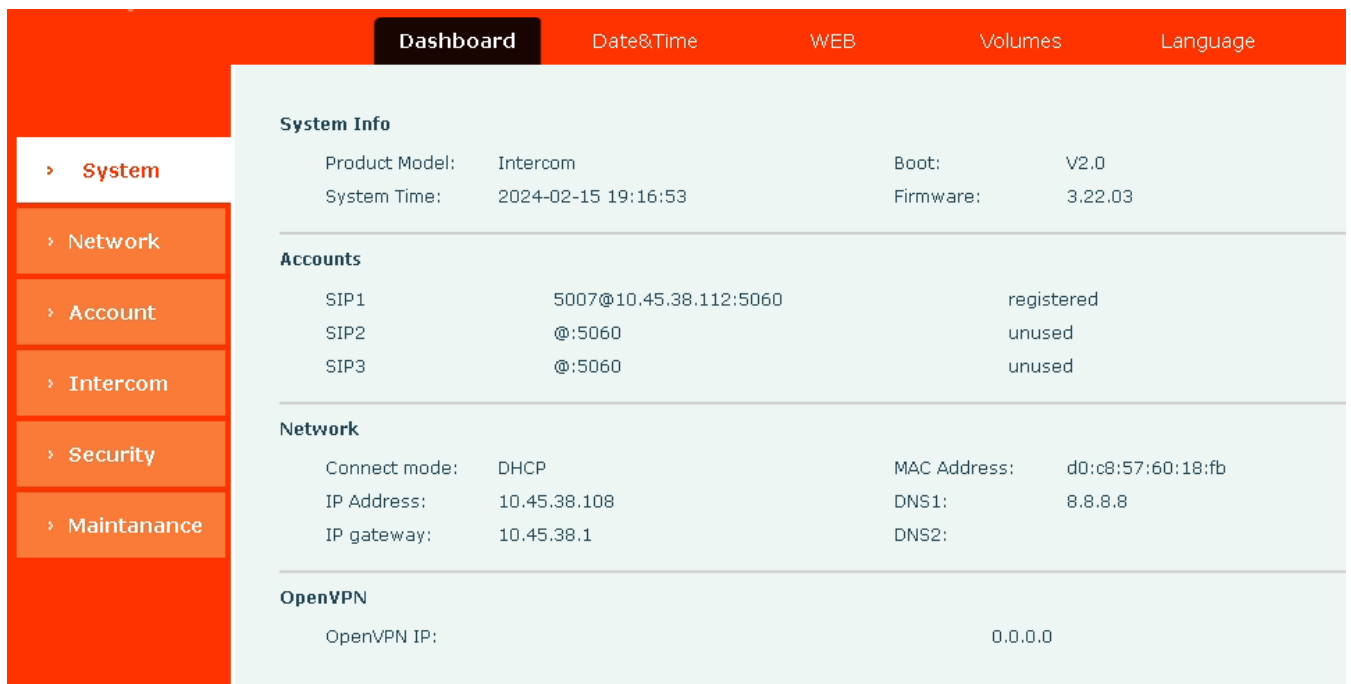 Dashboard Date&Time WEB Volumes Language
System Info
› System
Product Model: Intercom Boot: V2.0
System Time: 2024-02-15 19:16:53 Firmware: 3.22.03
› Network
Accounts
› Account
SIP1 5007@10.45.38.112:5060 registered
SIP2 @:5060 unused
SIP3 @:5060 unused
› Intercom
Network
› Security
Connect mode: DHCP MAC Address: d0:c8:57:60:18:fb
IP Address: 10.45.38.108 DNS1: 8.8.8.8
› Maintanance
IP gateway: 10.45.38.1 DNS2:
OpenVPN
OpenVPN IP: 0.0.0.0